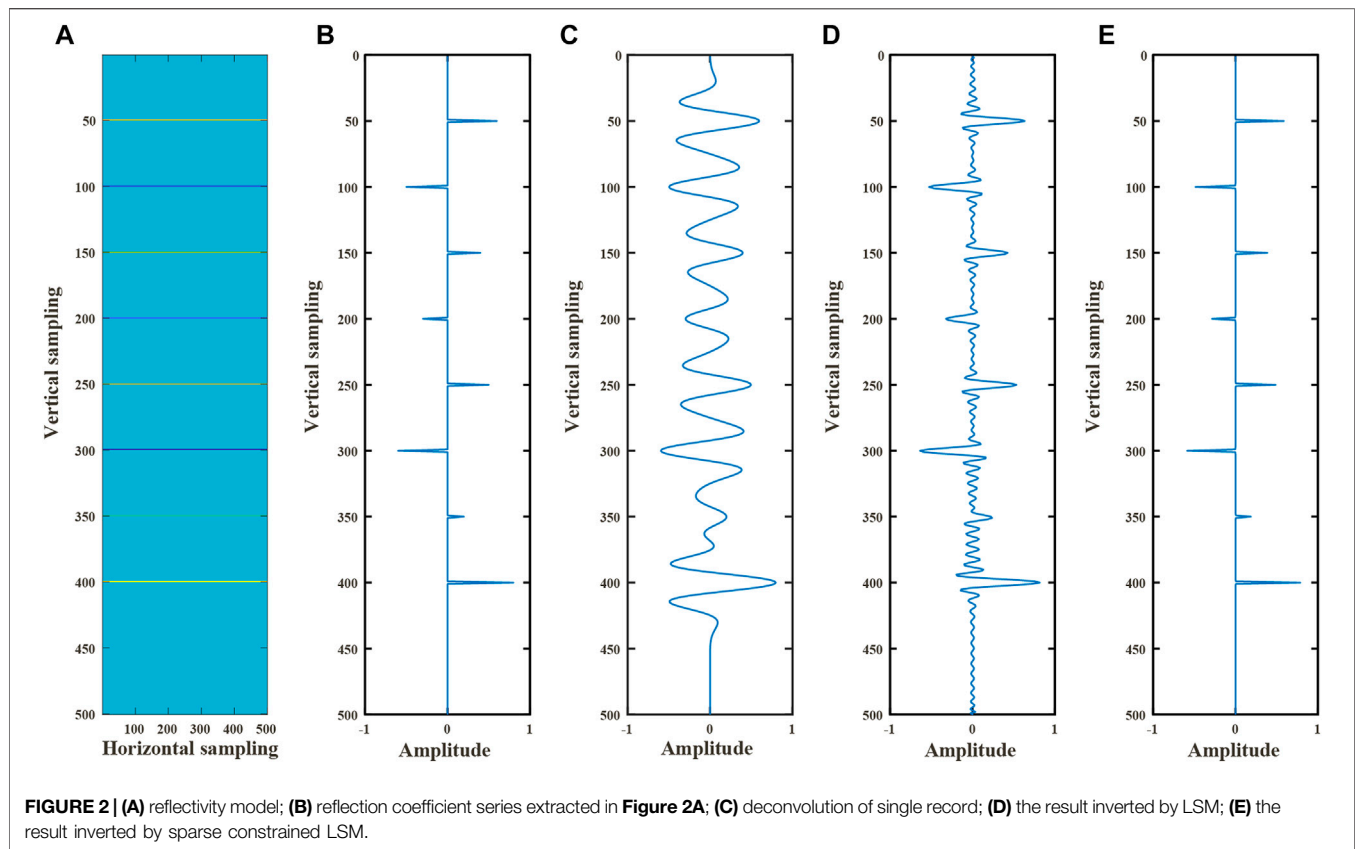 A
B
C
D
E
Vertical sampling
50
100
150
200
250
300
350
400
450
500
100 200 300 400 500
Horizontal sampling
Vertical sampling
0
50
100
150
200
250
300
350
400
450
500
-1 0 1
Amplitude
Vertical sampling
0
50
100
150
200
250
300
350
400
450
500
-1 0 1
Amplitude
Vertical sampling
0
50
100
150
200
250
300
350
400
450
500
-1 0 1
Amplitude
Vertical sampling
0
50
100
150
200
250
300
350
400
450
500
-1 0 1
Amplitude
FIGURE 2 | (A) reflectivity model; (B) reflection coefficient series extracted in Figure 2A; (C) deconvolution of single record; (D) the result inverted by LSM; (E) the
result inverted by sparse constrained LSM.